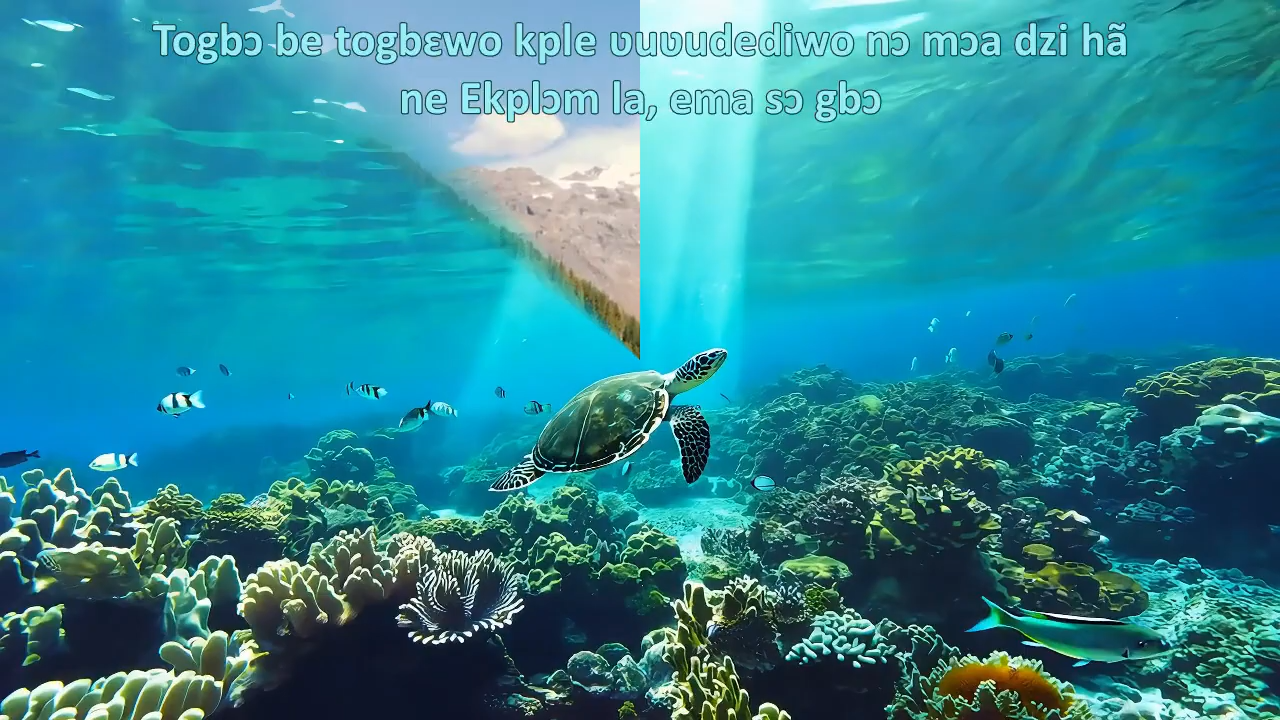 Togbɔ be togbɛwo kple ʋuʋudediwo nɔ mɔa dzi hã
ne Ekplɔm la, ema sɔ gbɔ